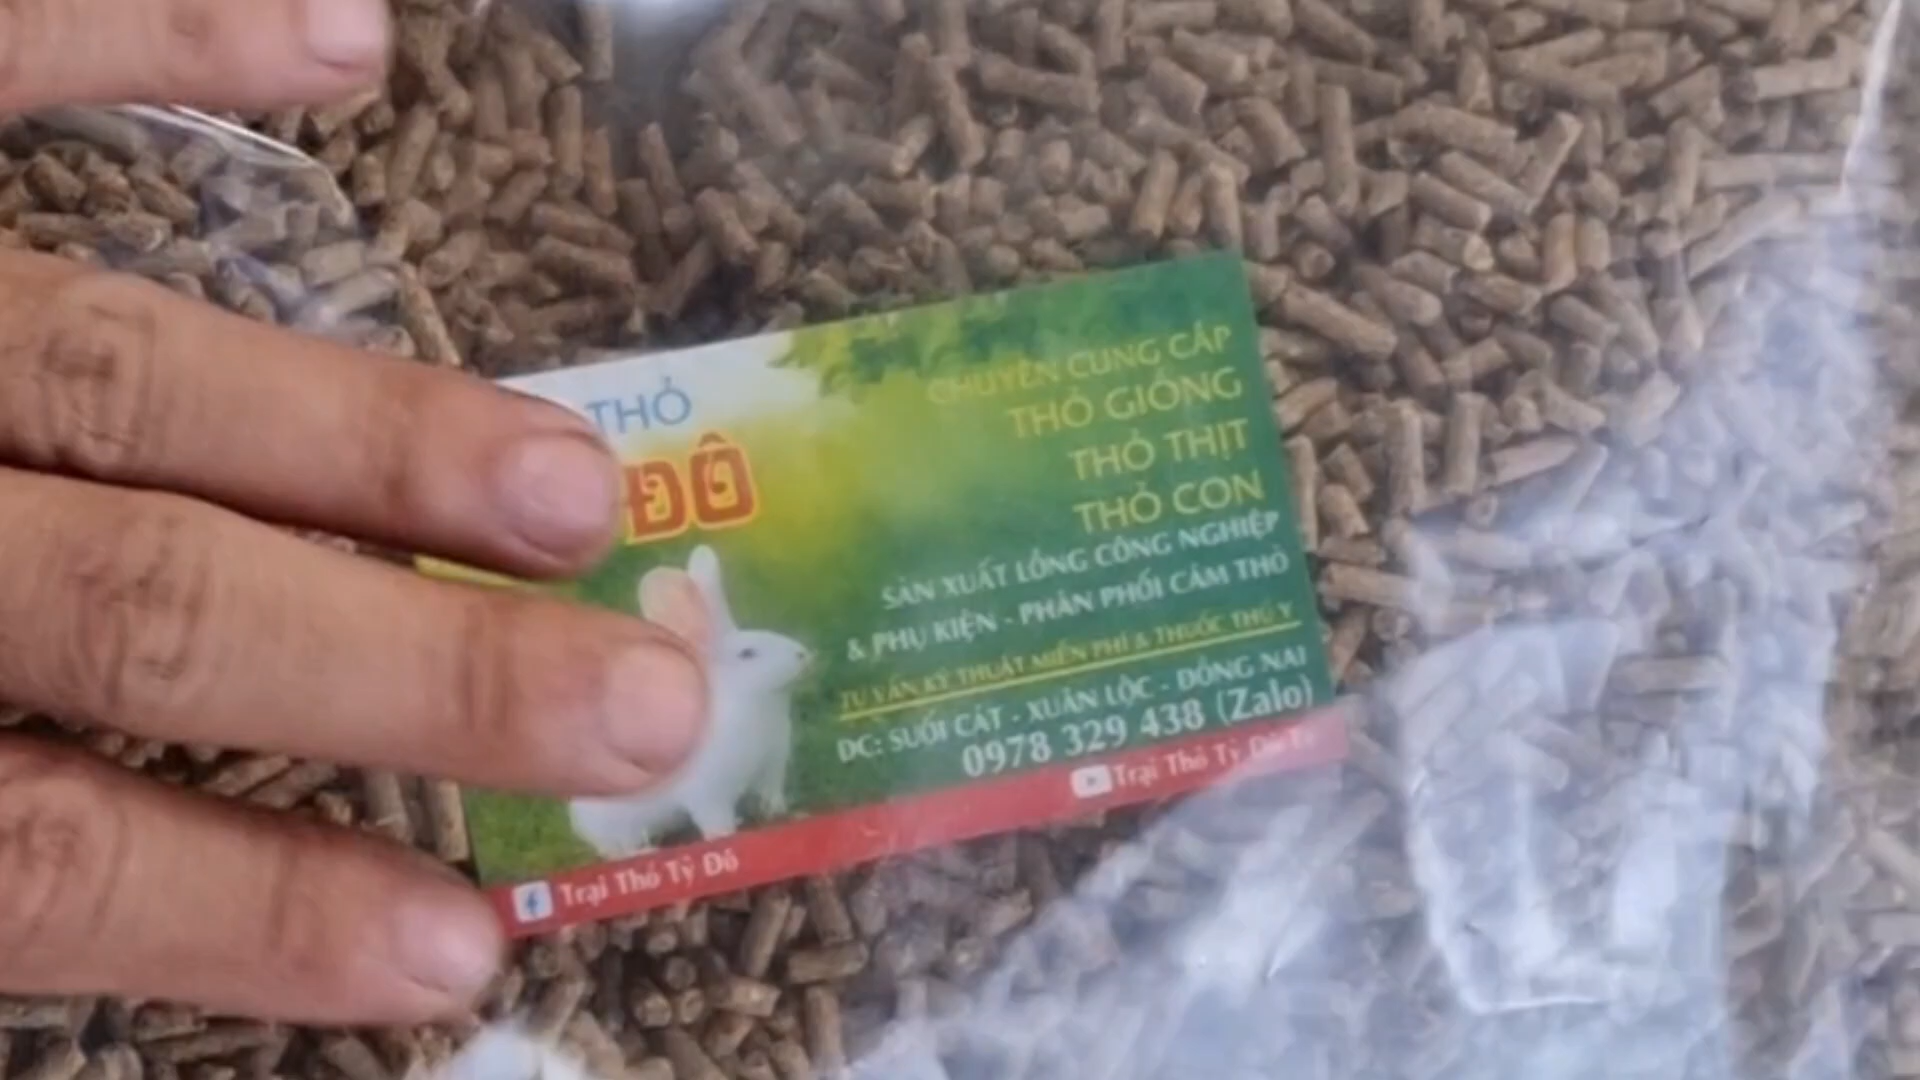 THỎ
ĐÔ
CHUYÊN CUNG CẤP
THỎ GIỐNG
THỎ THỊT
THỎ CON
SẢN XUẤT LỒNG CÔNG NGHIỆP
& PHỤ KIỆN - PHÂN PHỐI CÁM THỎ
TƯ VẤN KỸ THUẬT MIỄN PHÍ & THUỐC THÚ Y
ĐC: SUỐI CÁT - XUÂN LỘC - ĐỒNG NAI
0978 329 438 (Zalo)
Trại Thỏ Tỷ Đô
Trại Thỏ Tỷ Đô Tv